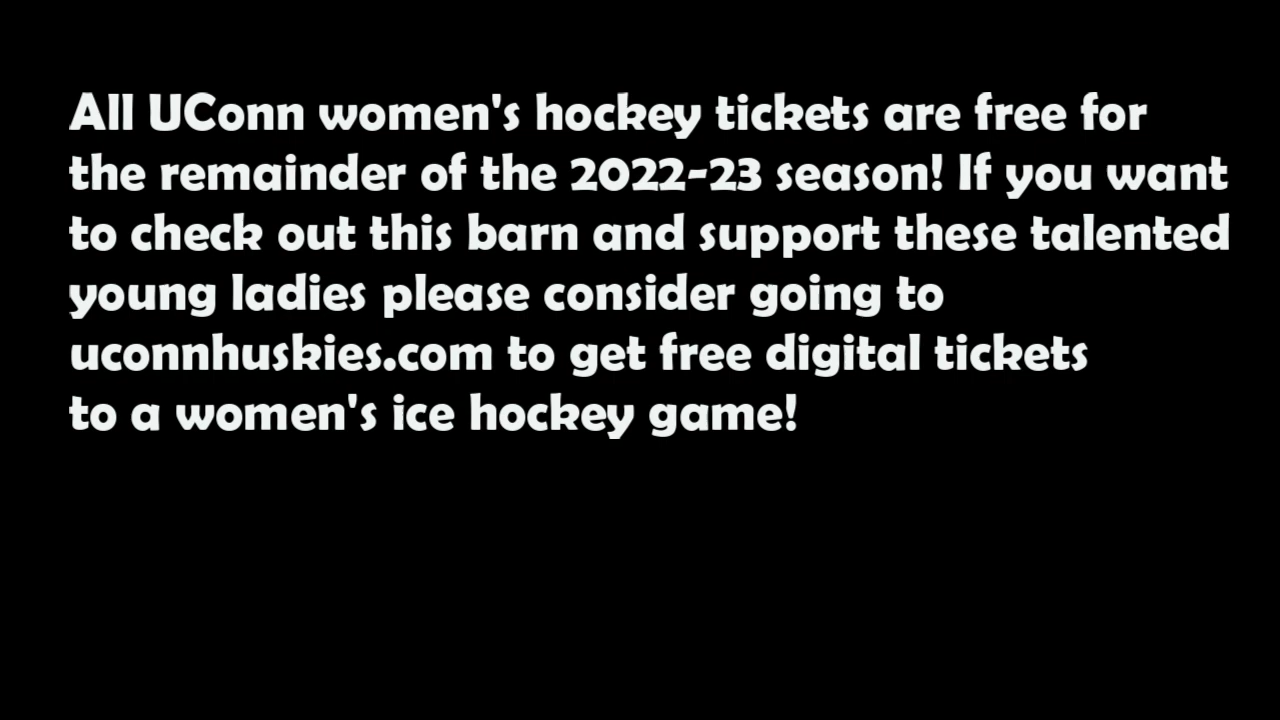 All UConn women's hockey tickets are free for
the remainder of the 2022-23 season! If you want
to check out this barn and support these talented
young ladies please consider going to
uconnhuskies.com to get free digital tickets
to a women's ice hockey game!